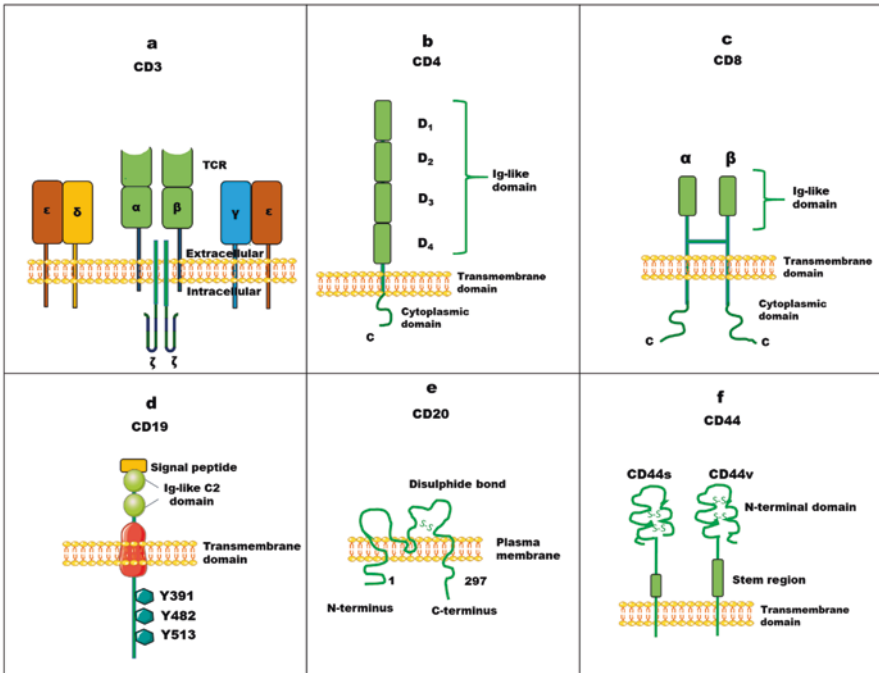 a
CD3
TCR
ε
δ
α
β
γ
ε
Extracellular
Intracellular
ζ
ζ
b
CD4
D1
D2
D3
D4
Ig-like
domain
Transmembrane
domain
Cytoplasmic
domain
C
c
CD8
α
β
Ig-like
domain
Transmembrane
domain
Cytoplasmic
domain
C
C
d
CD19
Signal peptide
Ig-like C2
domain
Transmembrane
domain
Y391
Y482
Y513
e
CD20
Disulphide bond
S-S
Plasma
membrane
1
297
N-terminus
C-terminus
f
CD44
CD44s
CD44v
N-terminal domain
S-S
S-S
S-S
S-S
Stem region
Transmembrane
domain